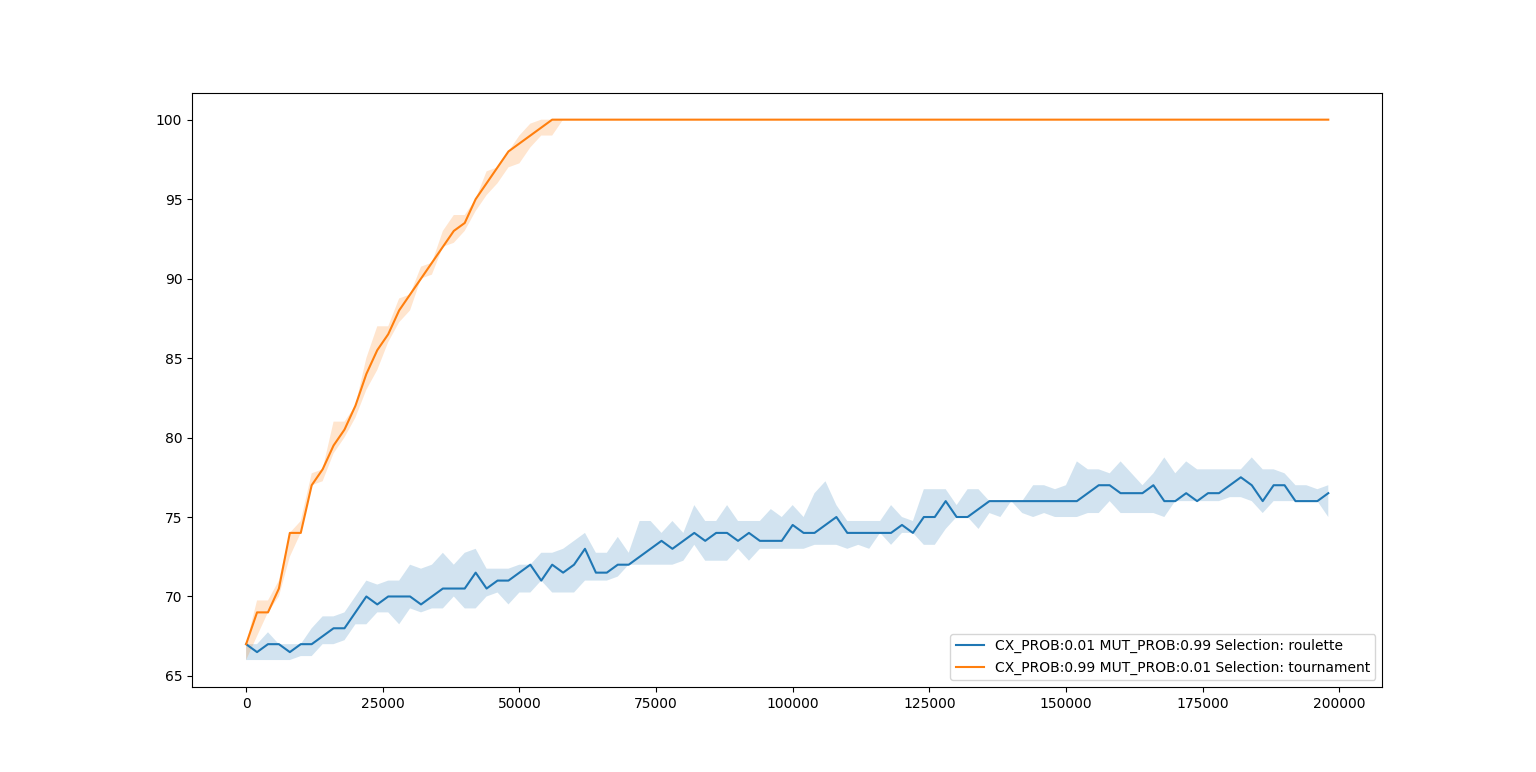 100
95
90
85
80
75
70
65
CX_PROB:0.01 MUT_PROB:0.99 Selection: roulette
CX_PROB:0.99 MUT_PROB:0.01 Selection: tournament
0 25000 50000 75000 100000 125000 150000 175000 200000